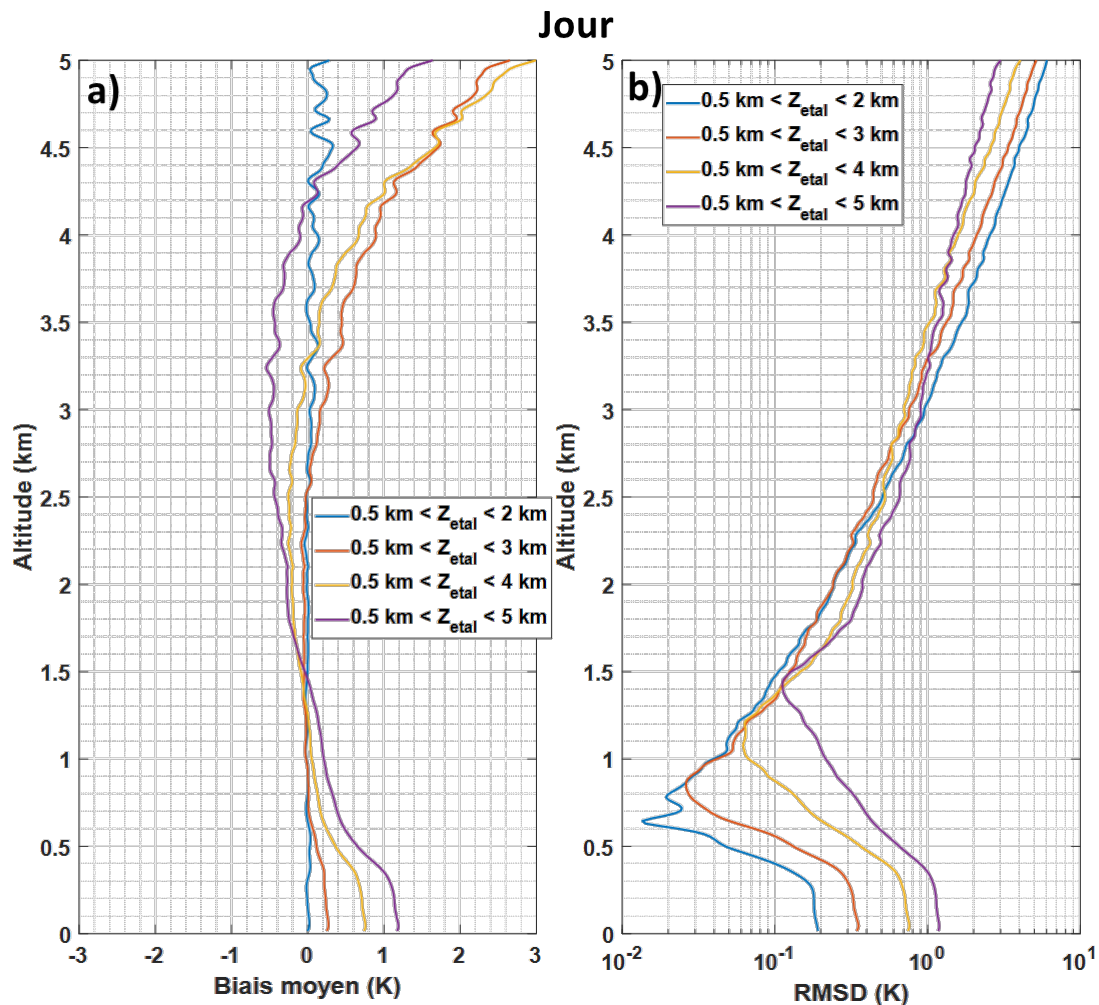 Jour
a)
5
4.5
4
3.5
3
2.5
2
1.5
1
0.5
0
Altitude (km)
-3 -2 -1 0 1 2 3
Biais moyen (K)
0.5 km < Zetal < 2 km
0.5 km < Zetal < 3 km
0.5 km < Zetal < 4 km
0.5 km < Zetal < 5 km
b)
0.5 km < Zetal < 2 km
0.5 km < Zetal < 3 km
0.5 km < Zetal < 4 km
0.5 km < Zetal < 5 km
5
4.5
4
3.5
3
2.5
2
1.5
1
0.5
0
Altitude (km)
10-2 10-1 100 101
RMSD (K)